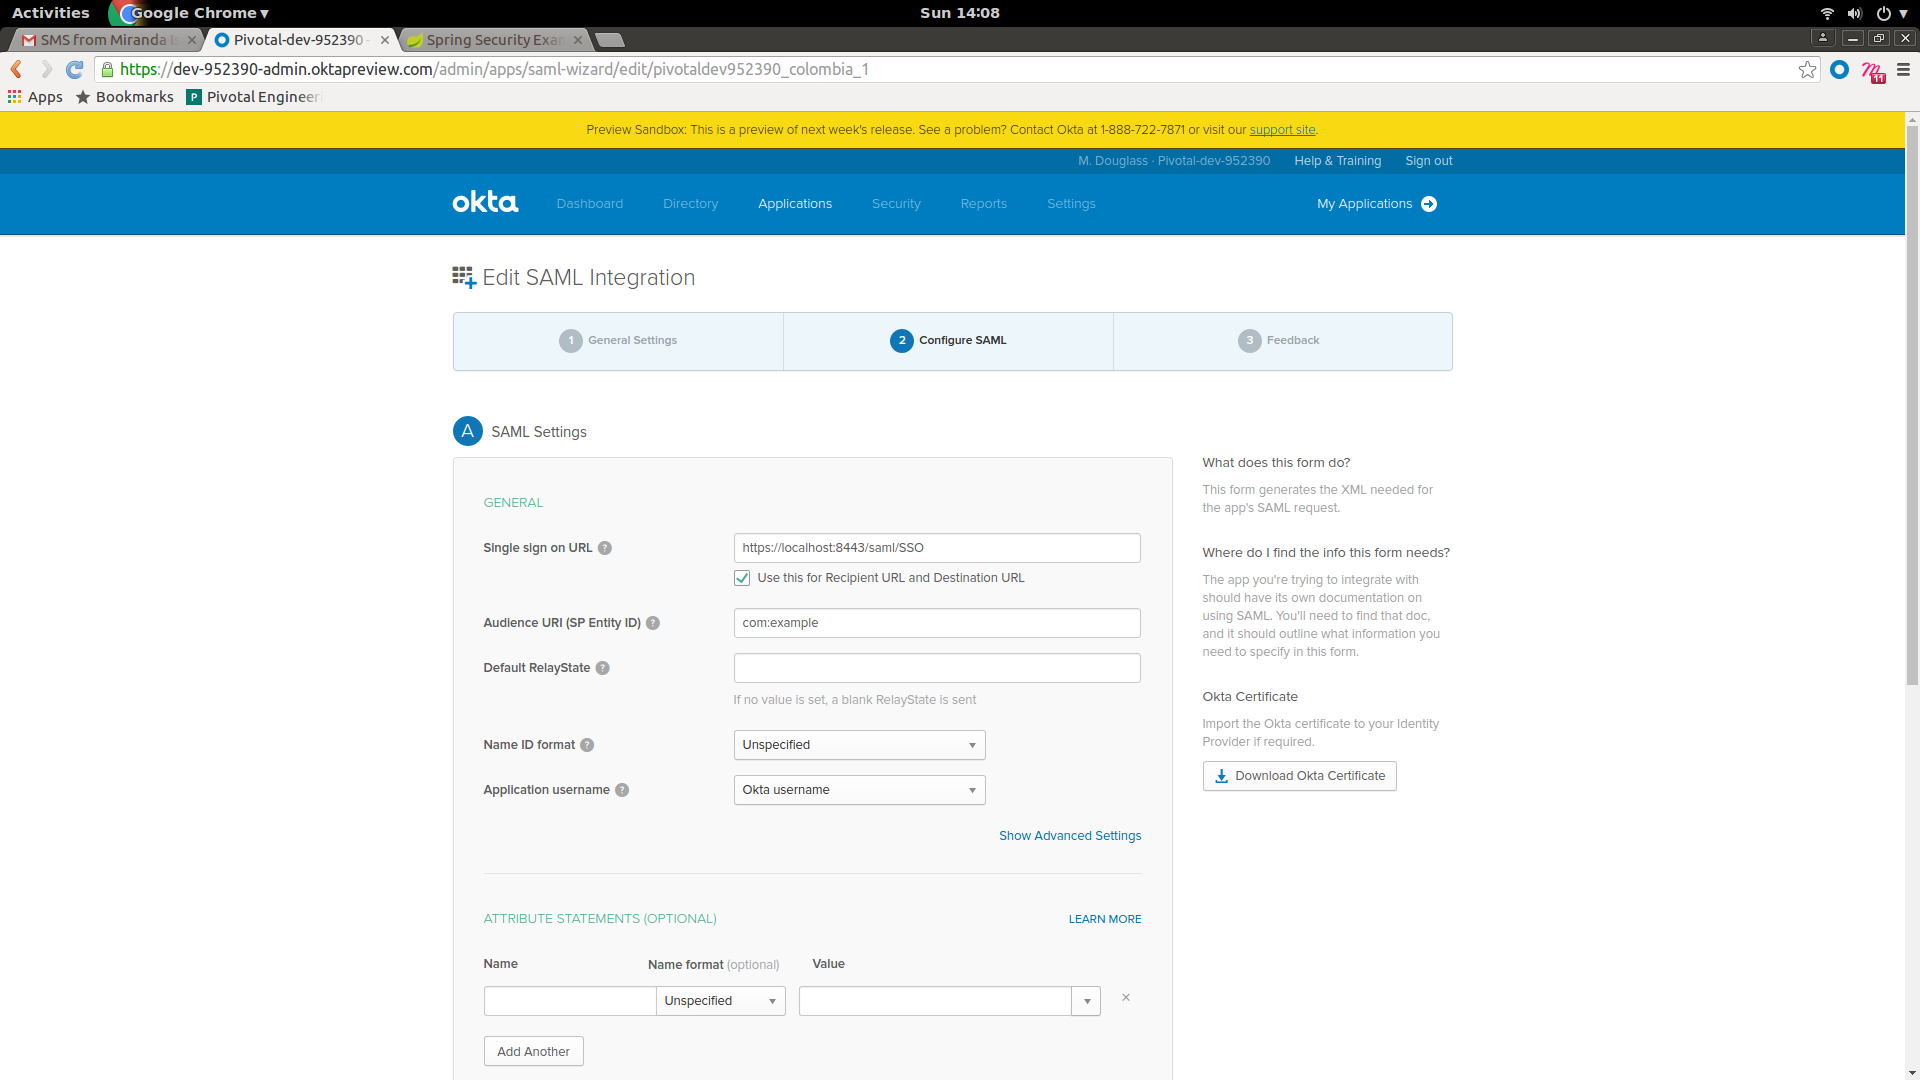 Activities
Google Chrome ▾
Sun 14:08
SMS from Miranda
Pivotal-dev-952390 -
Spring Security Exa
https://dev-952390-admin.oktapreview.com/admin/apps/saml-wizard/edit/pivotaldev952390_colombia_1
11
Apps
Bookmarks
P Pivotal Engineer
Preview Sandbox: This is a preview of next week's release. See a problem? Contact Okta at 1-888-722-7871 or visit our support site.
M. Douglass · Pivotal-dev-952390
Help & Training
Sign out
okta
Dashboard
Directory
Applications
Security
Reports
Settings
My Applications
Edit SAML Integration
1 General Settings
2 Configure SAML
3 Feedback
A SAML Settings
GENERAL
Single sign on URL ?
https://localhost:8443/saml/SSO
Use this for Recipient URL and Destination URL
Audience URI (SP Entity ID) ?
com:example
Default RelayState ?
If no value is set, a blank RelayState is sent
Name ID format ?
Unspecified
Application username ?
Okta username
Show Advanced Settings
ATTRIBUTE STATEMENTS (OPTIONAL)
LEARN MORE
Name
Name format (optional)
Value
Unspecified
×
Add Another
What does this form do?
This form generates the XML needed for
the app's SAML request.
Where do I find the info this form needs?
The app you're trying to integrate with
should have its own documentation on
using SAML. You'll need to find that doc,
and it should outline what information you
need to specify in this form.
Okta Certificate
Import the Okta certificate to your Identity
Provider if required.
Download Okta Certificate